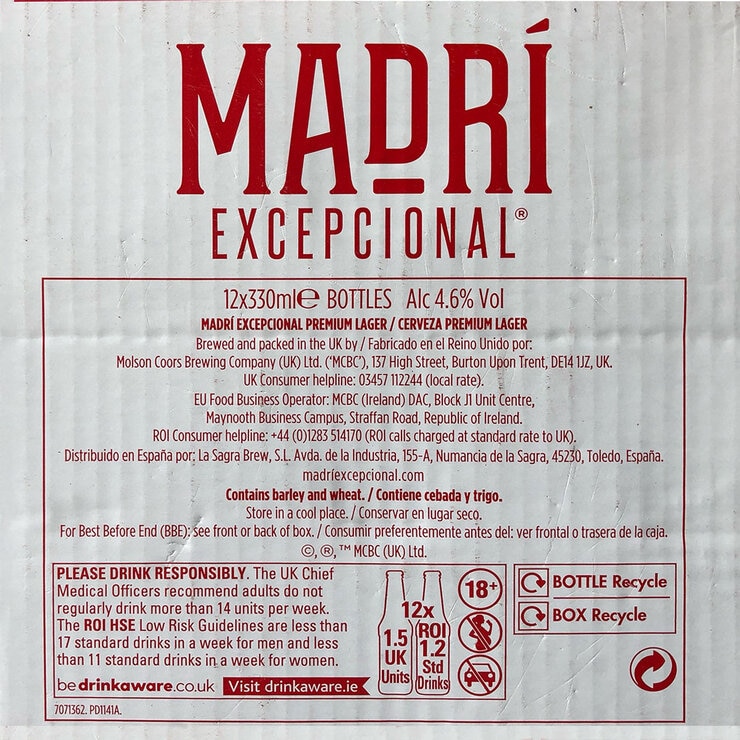 MADRÍ
EXCEPCIONAL®
12x330ml℮ BOTTLES Alc 4.6% Vol
MADRÍ EXCEPCIONAL PREMIUM LAGER / CERVEZA PREMIUM LAGER
Brewed and packed in the UK by / Fabricado en el Reino Unido por:
Molson Coors Brewing Company (UK) Ltd. (‘MCBC’), 137 High Street, Burton Upon Trent, DE14 1JZ, UK.
UK Consumer helpline: 03457 112244 (local rate).
EU Food Business Operator: MCBC (Ireland) DAC, Block J1 Unit Centre,
Maynooth Business Campus, Straffan Road, Republic of Ireland.
ROI Consumer helpline: +44 (0)1283 514170 (ROI calls charged at standard rate to UK).
Distribuido en España por: La Sagra Brew, S.L. Avda. de la Industria, 155-A, Numancia de la Sagra, 45230, Toledo, España.
madríexcepcional.com
Contains barley and wheat. / Contiene cebada y trigo.
Store in a cool place. / Conservar en lugar seco.
For Best Before End (BBE): see front or back of box. / Consumir preferentemente antes del: ver frontal o trasera de la caja.
©, ®, ™ MCBC (UK) Ltd.
PLEASE DRINK RESPONSIBLY. The UK Chief
Medical Officers recommend adults do not
regularly drink more than 14 units per week.
The ROI HSE Low Risk Guidelines are less than
17 standard drinks in a week for men and less
than 11 standard drinks in a week for women.
bedrinkaware.co.uk Visit drinkaware.ie
12x
1.5
UK
Units
ROI
1.2
Std
Drinks
18+
BOTTLE Recycle
BOX Recycle
7071362. PD1141A.